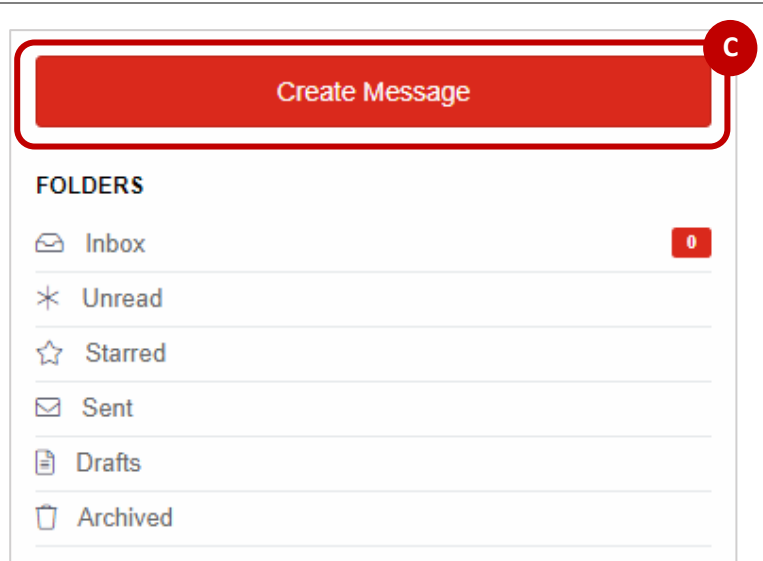 C
Create Message
FOLDERS
Inbox 0
Unread
Starred
Sent
Drafts
Archived